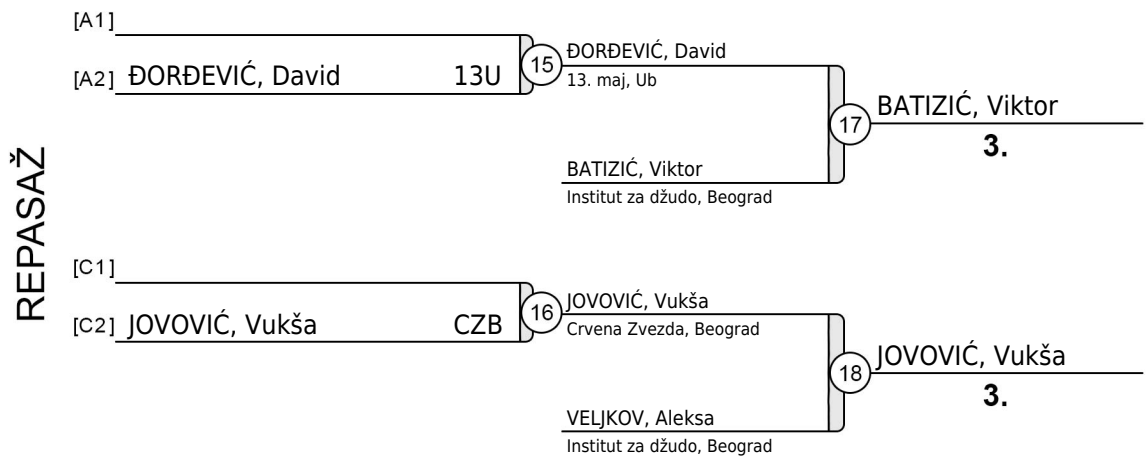 REPASAŽ
[A1]
[A2] ĐORĐEVIĆ, David 13U
15
ĐORĐEVIĆ, David
13. maj, Ub
BATIZIĆ, Viktor
Institut za džudo, Beograd
17
BATIZIĆ, Viktor
3.
[C1]
[C2] JOVOVIĆ, Vukša CZB
16
JOVOVIĆ, Vukša
Crvena Zvezda, Beograd
VELJKOV, Aleksa
Institut za džudo, Beograd
18
JOVOVIĆ, Vukša
3.